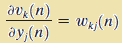 ∂v_k(n)/∂y_j(n) = w_kj(n)